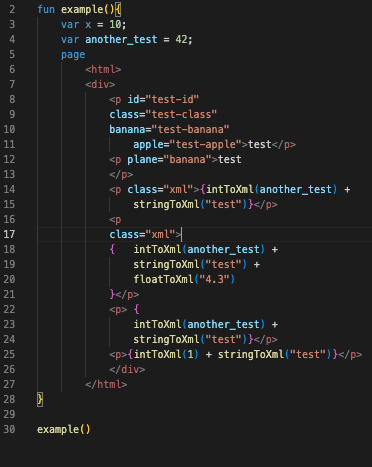 2 fun example(){
3     var x = 10;
4     var another_test = 42;
5     page
6         <html>
7         <div>
8             <p id="test-id"
9             class="test-class"
10             banana="test-banana"
11                 apple="test-apple">test</p>
12             <p plane="banana">test
13             </p>
14             <p class="xml">{intToXml(another_test) +
15                 stringToXml("test")}</p>
16             <p
17             class="xml">
18             {   intToXml(another_test) +
19                 stringToXml("test") +
20                 floatToXml("4.3")
21             }</p>
22             <p> {
23                 intToXml(another_test) +
24                 stringToXml("test")}</p>
25             <p>{intToXml(1) + stringToXml("test")}</p>
26             </div>
27         </html>
28 }
29
30 example()